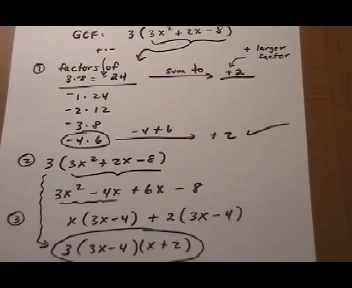 GCF: 3(3x² + 2x - 8)
+ · -
+ larger factor
① factors of
3·8 = 24 sum to +2
-1·24
-2·12
-3·8
-4·6 -4+6 +2 ✓
② 3(3x² + 2x - 8)
3x² - 4x + 6x - 8
③ x(3x-4) + 2(3x-4)
3(3x-4)(x+2)